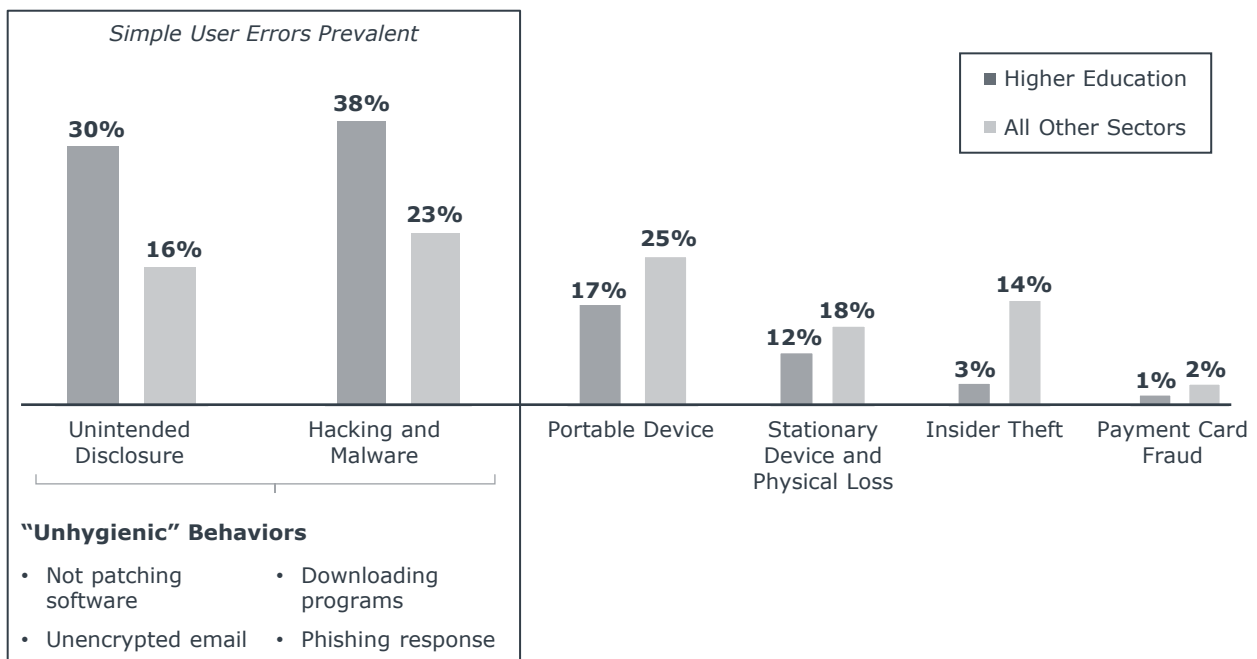 Simple User Errors Prevalent
Higher Education
All Other Sectors
30%
16%
38%
23%
17%
25%
12%
18%
3%
14%
1%
2%
Unintended
Disclosure
Hacking and
Malware
Portable Device
Stationary
Device and
Physical Loss
Insider Theft
Payment Card
Fraud
“Unhygienic” Behaviors
• Not patching
software
• Unencrypted email
• Downloading
programs
• Phishing response